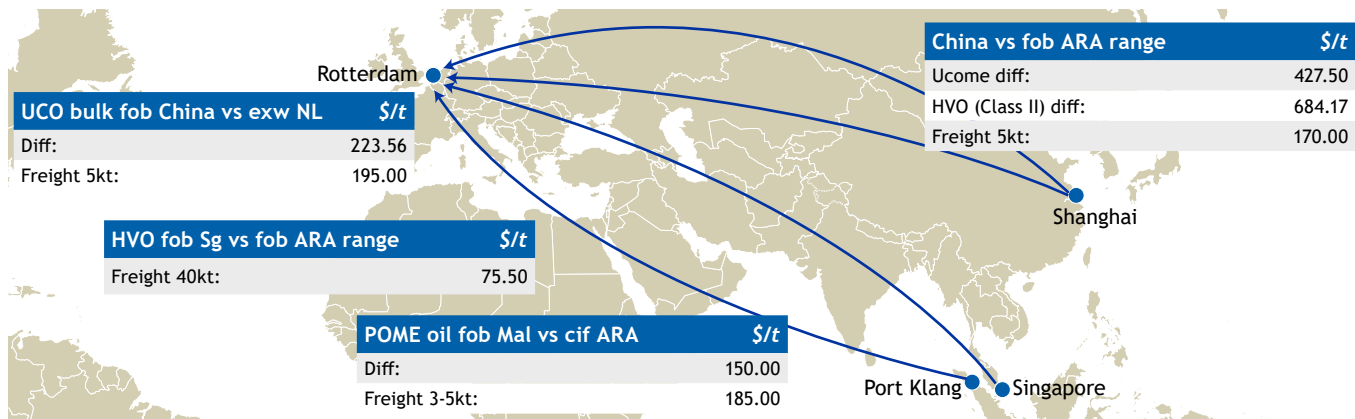 China vs fob ARA range $/t
Ucome diff: 427.50
HVO (Class II) diff: 684.17
Freight 5kt: 170.00
Rotterdam
UCO bulk fob China vs exw NL $/t
Diff: 223.56
Freight 5kt: 195.00
Shanghai
HVO fob Sg vs fob ARA range $/t
Freight 40kt: 75.50
POME oil fob Mal vs cif ARA $/t
Diff: 150.00
Freight 3-5kt: 185.00
Port Klang
Singapore